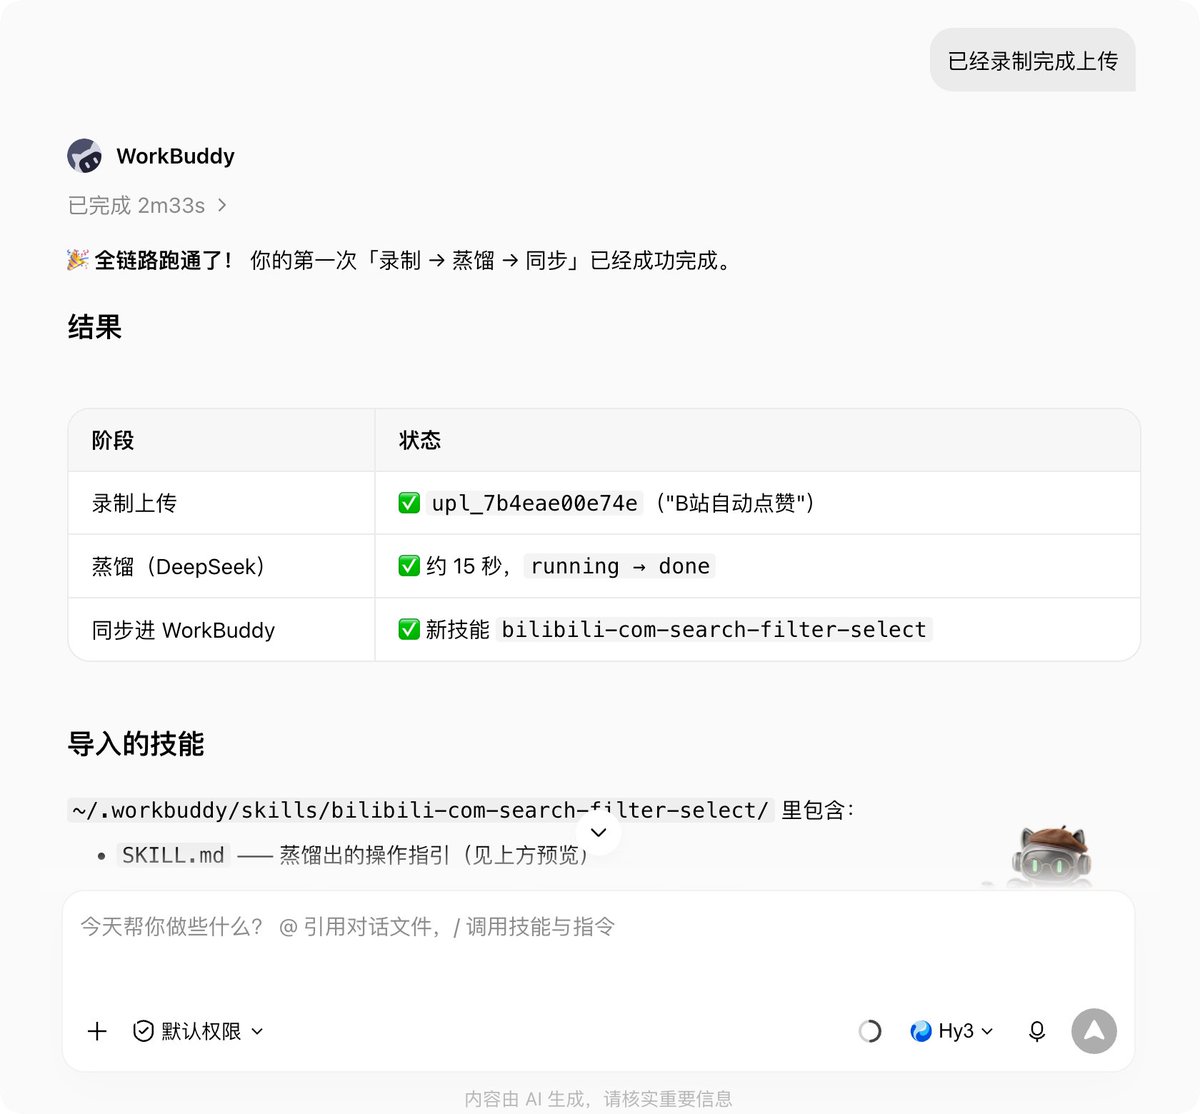 已经录制完成上传
WorkBuddy
已完成 2m33s >
🎉 全链路跑通了！ 你的第一次「录制 → 蒸馏 → 同步」已经成功完成。
结果
阶段 状态
录制上传 ✅ upl_7b4eae00e74e （"B站自动点赞"）
蒸馏（DeepSeek） ✅ 约 15 秒， running → done
同步进 WorkBuddy ✅ 新技能 bilibili-com-search-filter-select
导入的技能
~/.workbuddy/skills/bilibili-com-search-filter-select/ 里包含：
• SKILL.md —— 蒸馏出的操作指引（见上方预览）
今天帮你做些什么？ @ 引用对话文件，/ 调用技能与指令
默认权限
Hy3
内容由 AI 生成，请核实重要信息